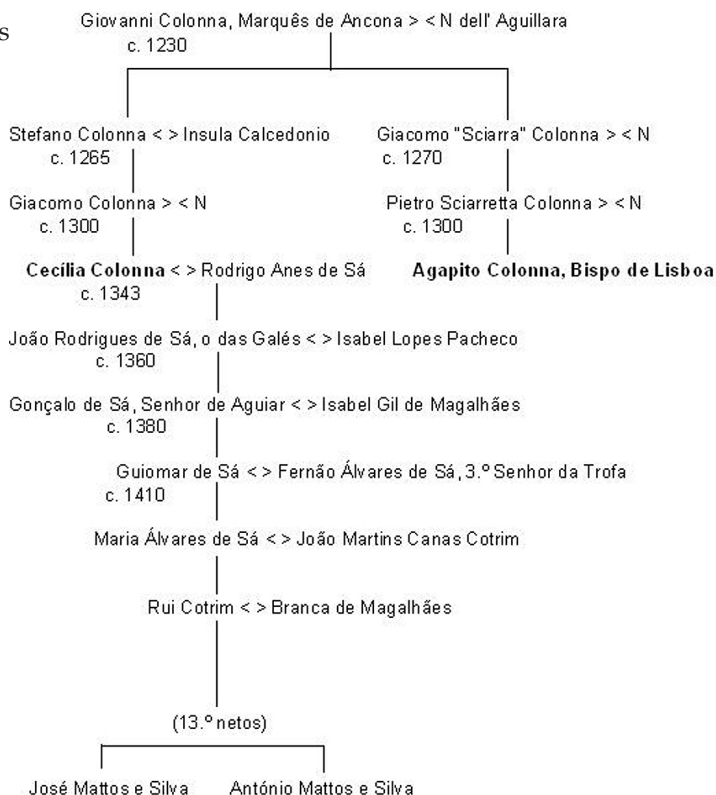 s
Giovanni Colonna, Marquês de Ancona > < N dell' Aguillara
c. 1230
Stefano Colonna < > Insula Calcedonio
c. 1265
Giacomo "Sciarra" Colonna > < N
c. 1270
Giacomo Colonna > < N
c. 1300
Pietro Sciarretta Colonna > < N
c. 1300
Cecília Colonna < > Rodrigo Anes de Sá
c. 1343
Agapito Colonna, Bispo de Lisboa
João Rodrigues de Sá, o das Galés < > Isabel Lopes Pacheco
c. 1360
Gonçalo de Sá, Senhor de Aguiar < > Isabel Gil de Magalhães
c. 1380
Guiomar de Sá < > Fernão Álvares de Sá, 3.º Senhor da Trofa
c. 1410
Maria Álvares de Sá < > João Martins Canas Cotrim
Rui Cotrim < > Branca de Magalhães
(13.º netos)
José Mattos e Silva
António Mattos e Silva